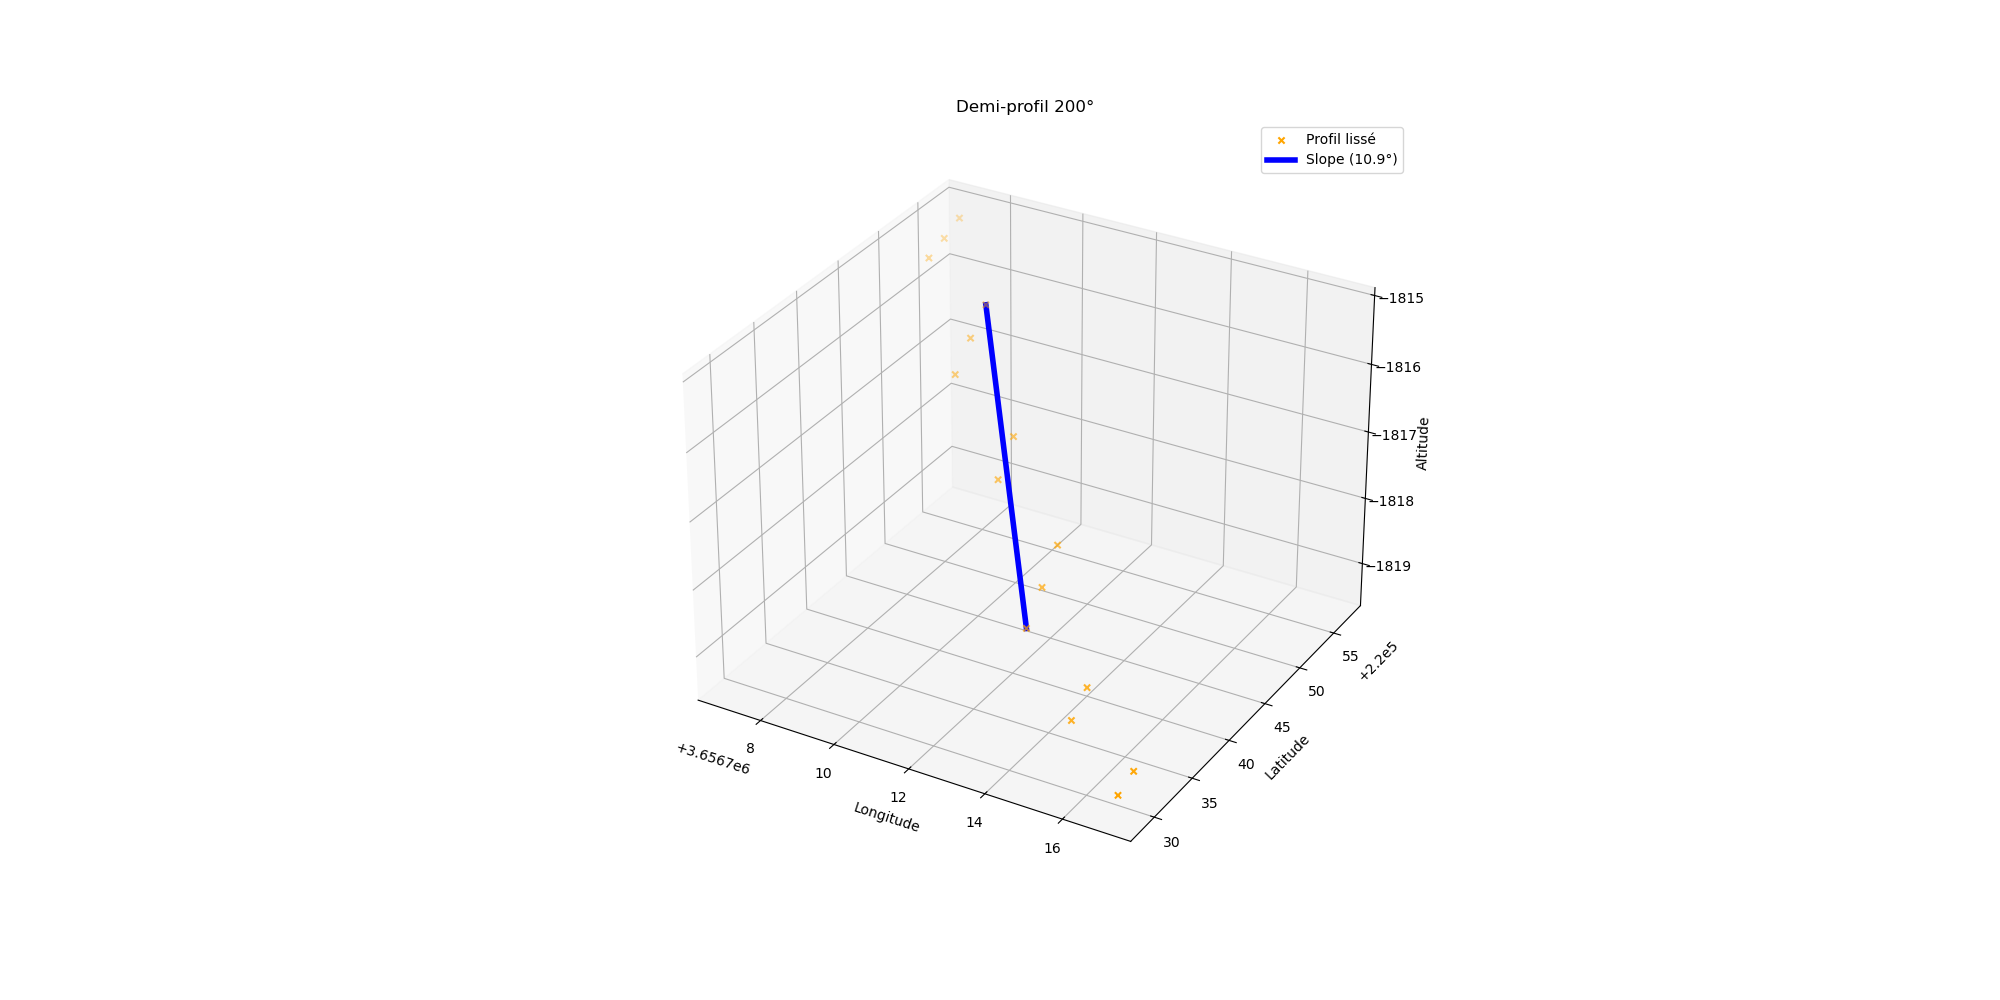 Demi-profil 200°
Profil lissé
Slope (10.9°)
−1815
−1816
−1817
−1818
−1819
Altitude
55
50
45
40
35
30
+2.2e5
Latitude
8
10
12
14
16
+3.6567e6
Longitude